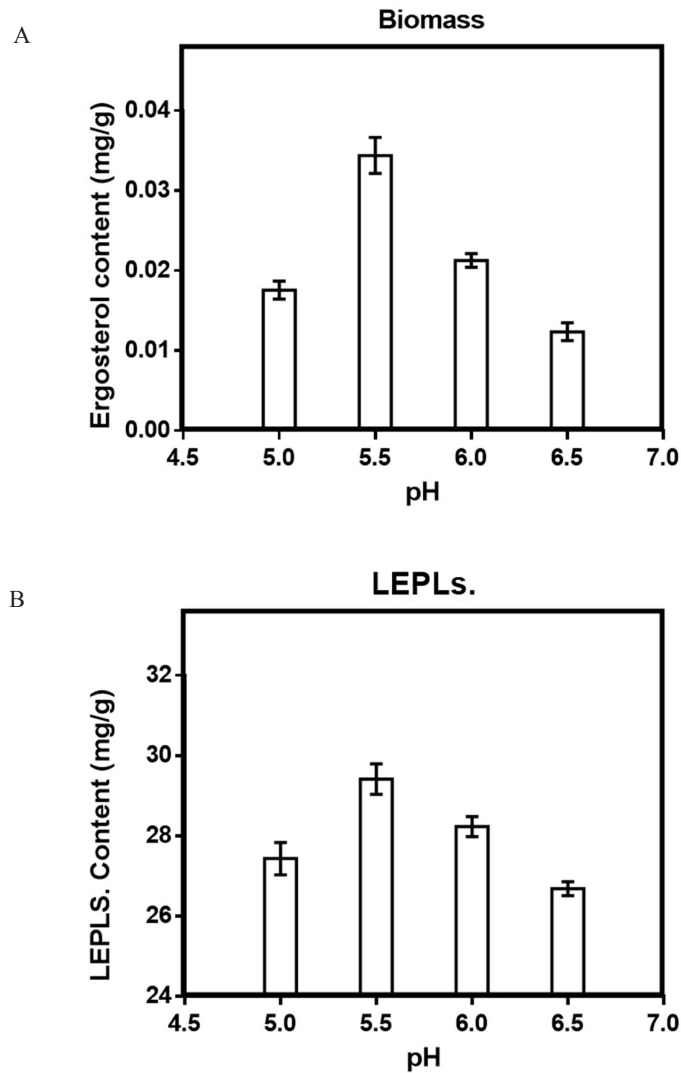 A
Biomass
Ergosterol content (mg/g)
0.04
0.03
0.02
0.01
0.00
4.5 5.0 5.5 6.0 6.5 7.0
pH
B
LEPLs.
LEPLS. Content (mg/g)
32
30
28
26
24
4.5 5.0 5.5 6.0 6.5 7.0
pH